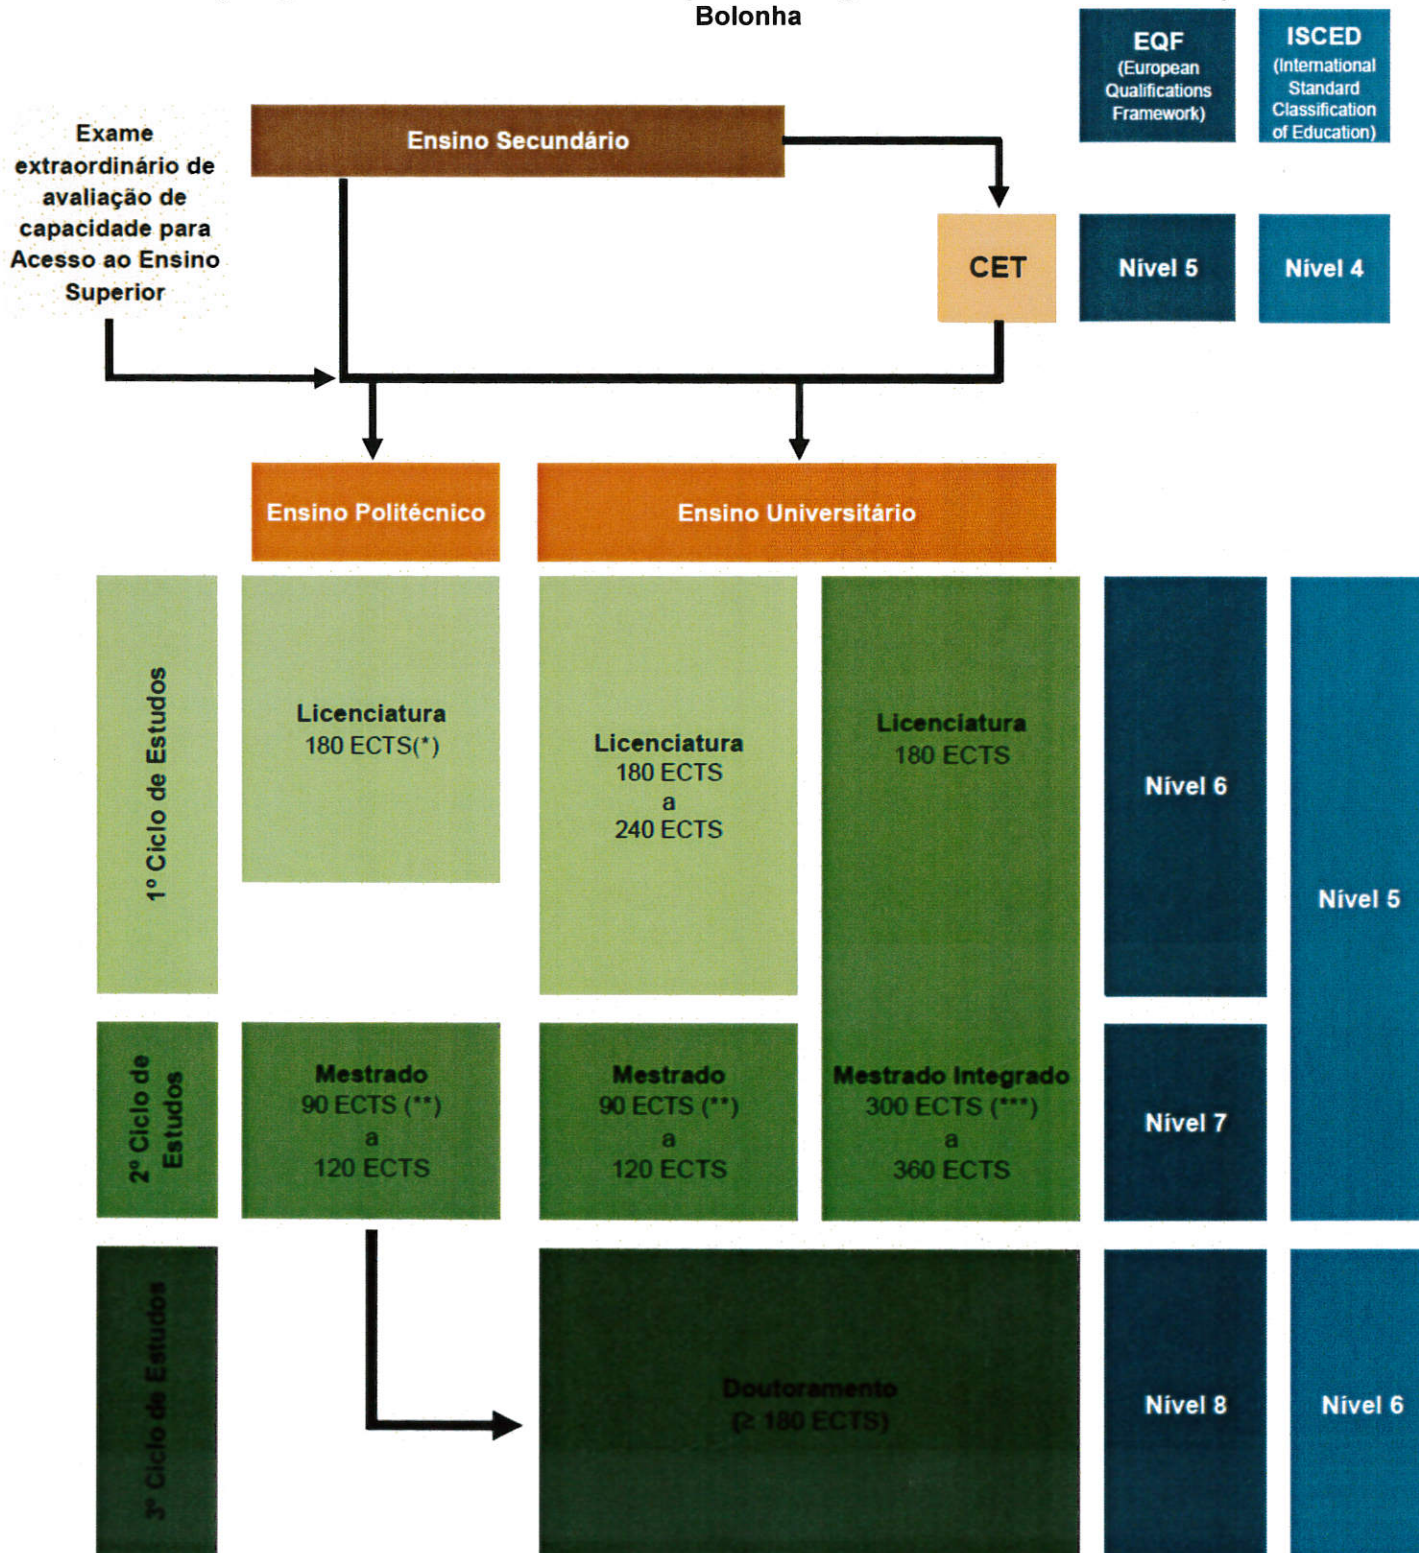 Bolonha
EQF
(European
Qualifications
Framework)
ISCED
(International
Standard
Classification
of Education)
Exame
extraordinário de
avaliação de
capacidade para
Acesso ao Ensino
Superior
Ensino Secundário
CET
Nível 5
Nível 4
Ensino Politécnico
Ensino Universitário
1º Ciclo de Estudos
Licenciatura
180 ECTS(*)
Licenciatura
180 ECTS
a
240 ECTS
Licenciatura
180 ECTS
Nível 6
Nível 5
2º Ciclo de
Estudos
Mestrado
90 ECTS (**)
a
120 ECTS
Mestrado
90 ECTS (**)
a
120 ECTS
Mestrado Integrado
300 ECTS (***)
a
360 ECTS
Nível 7
3º Ciclo de Estudos
Doutoramento
(≥ 180 ECTS)
Nível 8
Nível 6